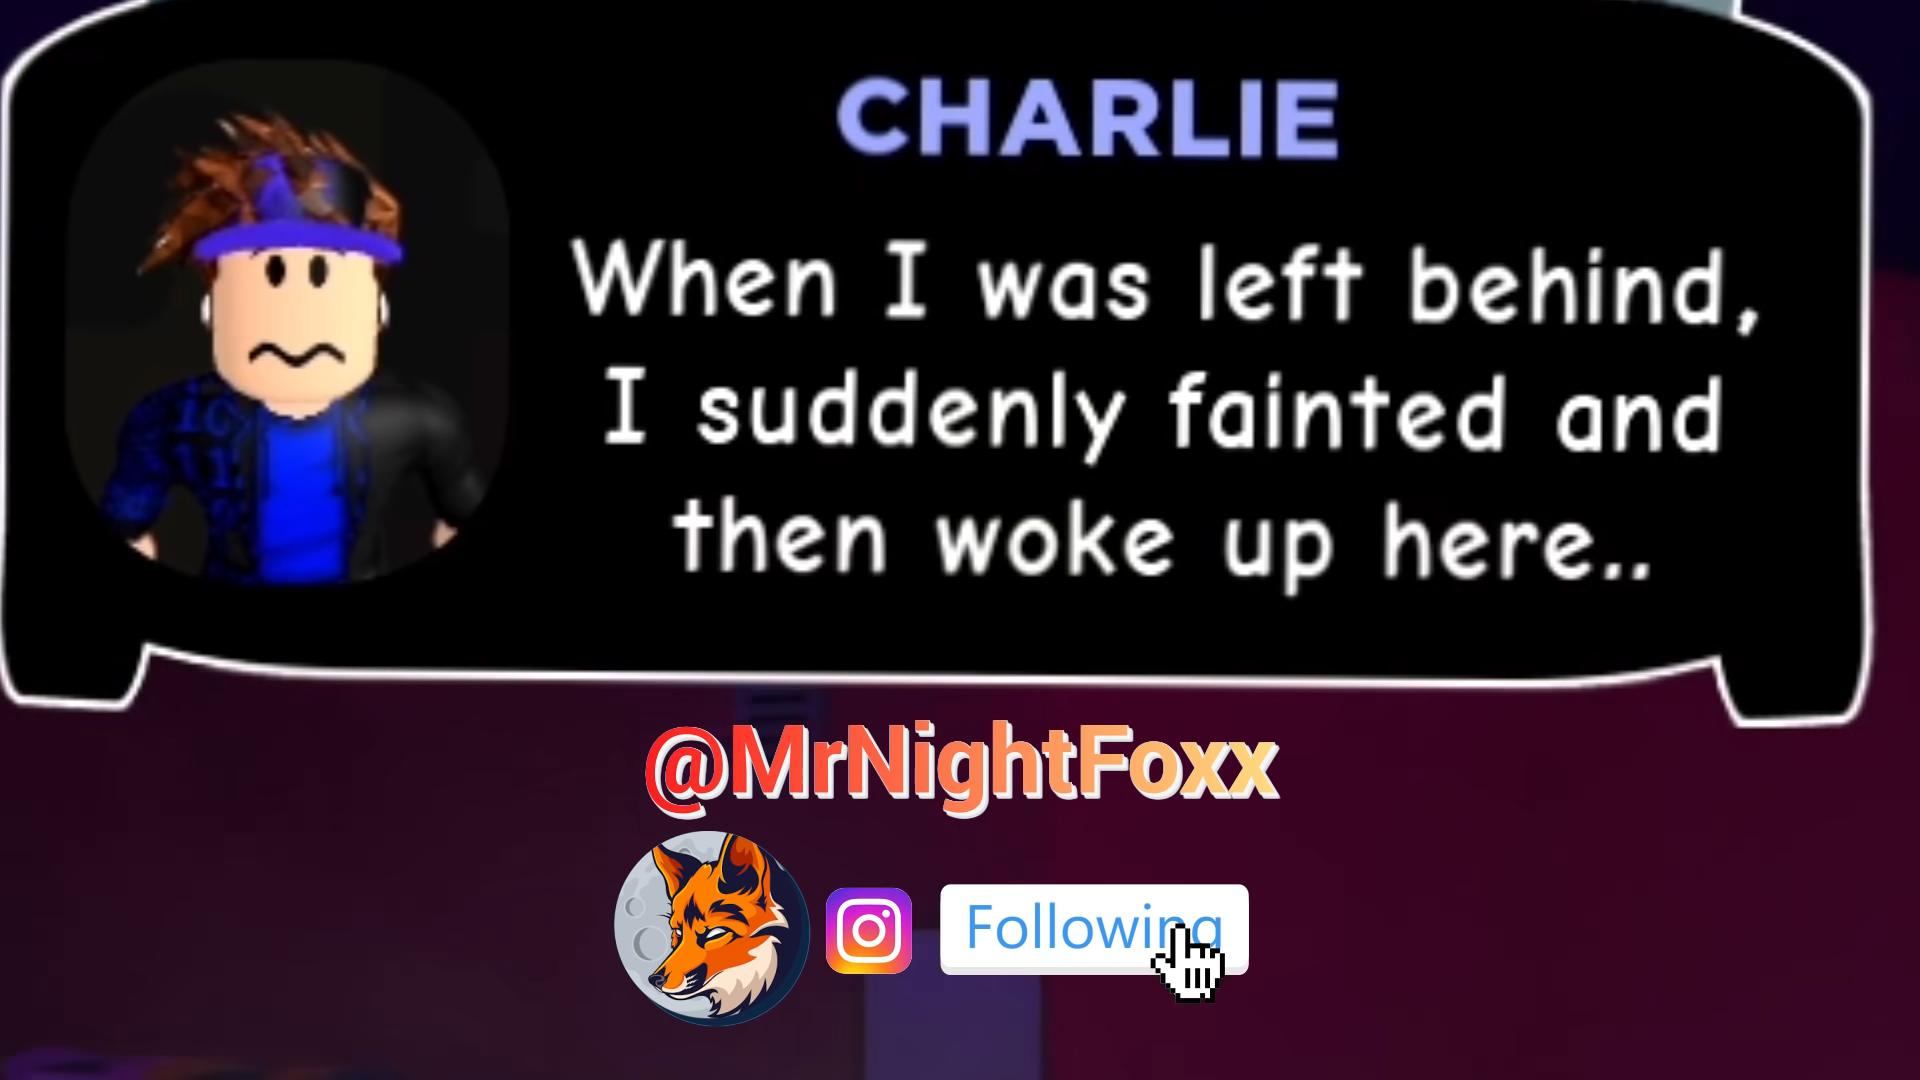 CHARLIE
When I was left behind,
I suddenly fainted and
then woke up here..
@MrNightFoxx
Following